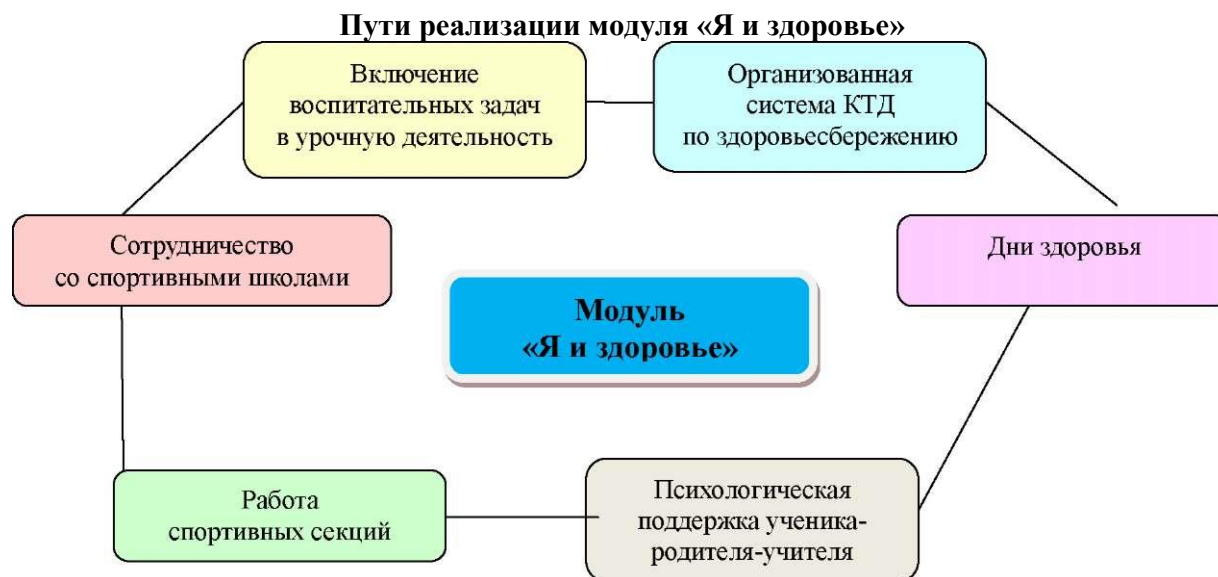 Пути реализации модуля «Я и здоровье»
Включение
воспитательных задач
в урочную деятельность
Организованная
система КТД
по здоровьесбережению
Сотрудничество
со спортивными школами
Дни здоровья
Модуль
«Я и здоровье»
Работа
спортивных секций
Психологическая
поддержка ученика-
родителя-учителя